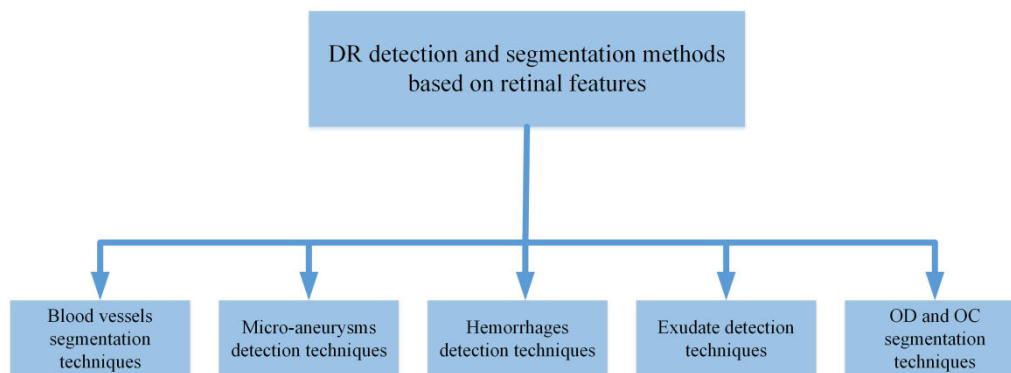 DR detection and segmentation methods
based on retinal features
Blood vessels
segmentation
techniques
Micro-aneurysms
detection techniques
Hemorrhages
detection techniques
Exudate detection
techniques
OD and OC
segmentation
techniques